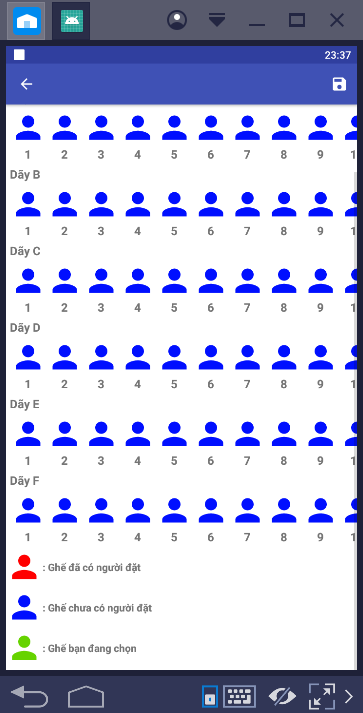 23:37
1 2 3 4 5 6 7 8 9 1
Dãy B
1 2 3 4 5 6 7 8 9 1
Dãy C
1 2 3 4 5 6 7 8 9 1
Dãy D
1 2 3 4 5 6 7 8 9 1
Dãy E
1 2 3 4 5 6 7 8 9 1
Dãy F
1 2 3 4 5 6 7 8 9 1
: Ghế đã có người đặt
: Ghế chưa có người đặt
: Ghế bạn đang chọn